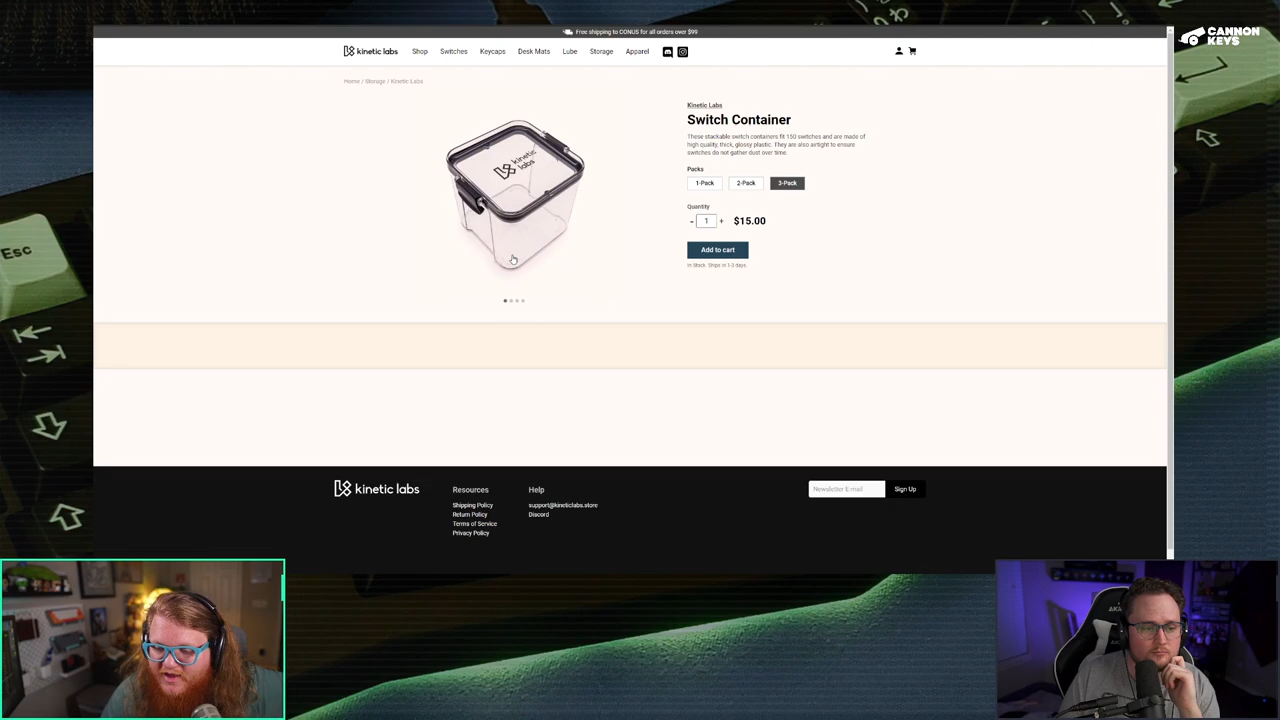 Free shipping to CONUS for all orders over $99
CANNON
KEYS
kinetic labs
Shop Switches Keycaps Desk Mats Lube Storage Apparel
Home / Storage / Kinetic Labs
Kinetic Labs
Switch Container
These stackable switch containers fit 150 switches and are made of
high quality, thick, glossy plastic. They are also airtight to ensure
switches do not gather dust over time.
Packs
1-Pack 2-Pack 3-Pack
Quantity
- 1 + $15.00
Add to cart
In Stock. Ships in 1-3 days.
kinetic
labs
Esc
kinetic labs
Resources
Shipping Policy
Return Policy
Terms of Service
Privacy Policy
Help
support@kineticlabs.store
Discord
Newsletter E-mail
Sign Up